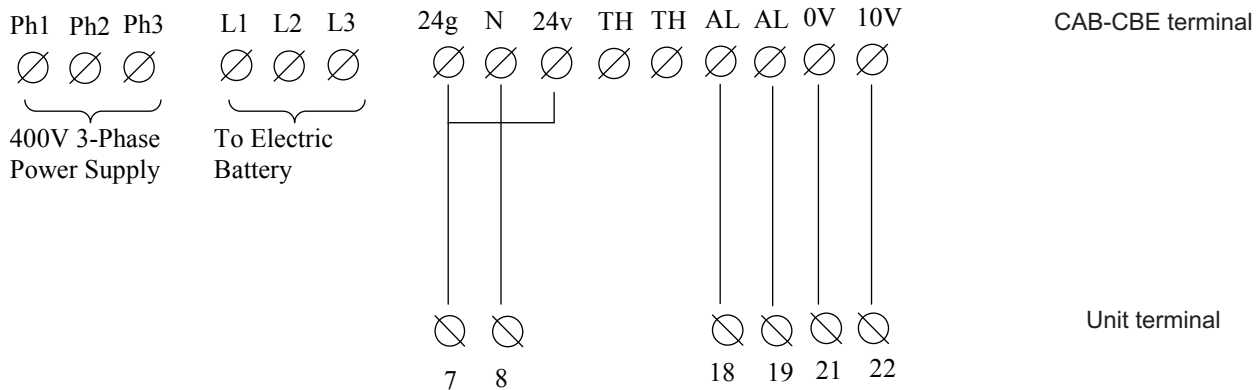 Ph1 Ph2 Ph3 L1 L2 L3 24g N 24v TH TH AL AL 0V 10V CAB-CBE terminal
400V 3-Phase To Electric
Power Supply Battery
Unit terminal
7 8 18 19 21 22